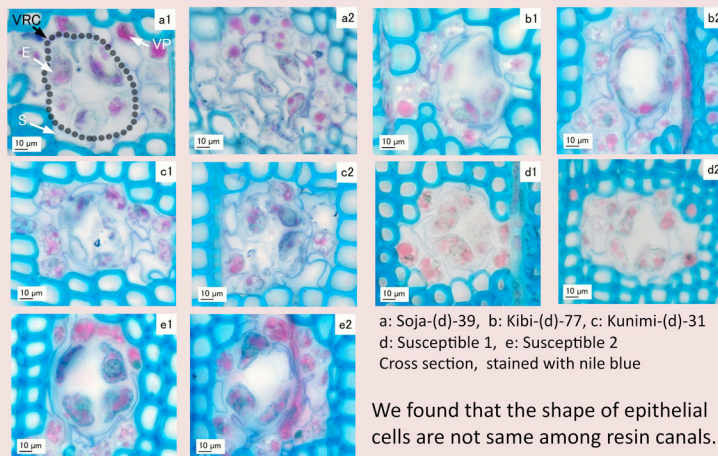 VRC
a1
E
VP
S
10 µm
a2
10 µm
b1
10 µm
b2
10 µm
c1
10 µm
c2
10 µm
d1
10 µm
d2
10 µm
e1
10 µm
e2
10 µm
a: Soja-(d)-39, b: Kibi-(d)-77, c: Kunimi-(d)-31
d: Susceptible 1, e: Susceptible 2
Cross section, stained with nile blue
We found that the shape of epithelial
cells are not same among resin canals.